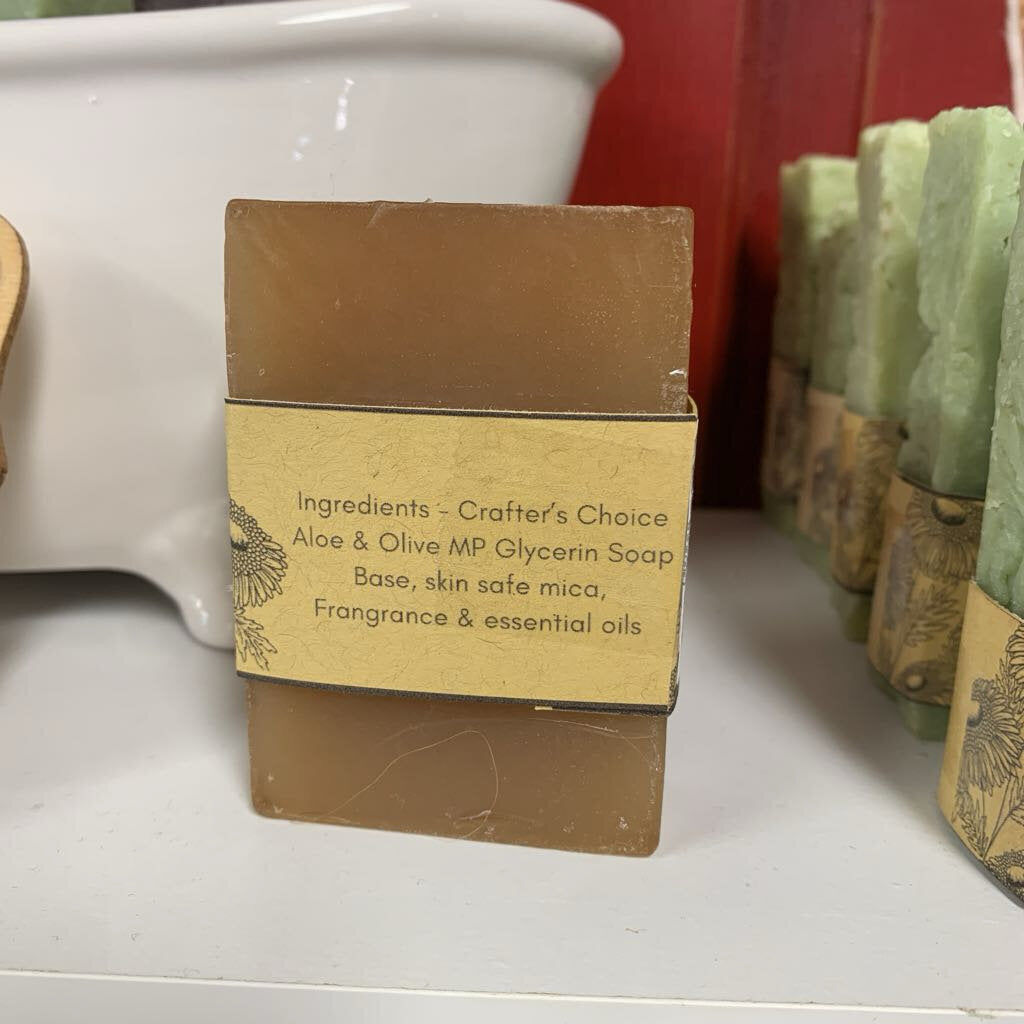 Ingredients - Crafter's Choice
Aloe & Olive MP Glycerin Soap
Base, skin safe mica,
Frangrance & essential oils